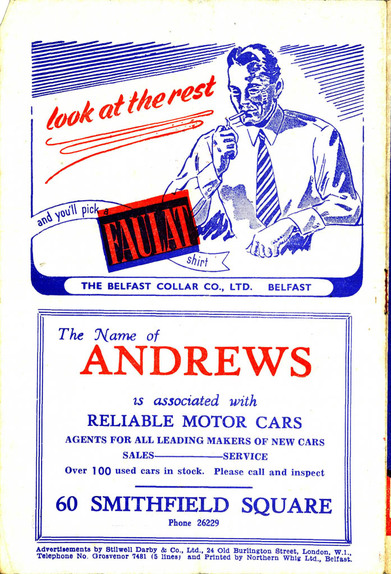 look at the rest
and you'll pick a
FAULAT
shirt
THE BELFAST COLLAR CO., LTD. BELFAST
The Name of
ANDREWS
is associated with
RELIABLE MOTOR CARS
AGENTS FOR ALL LEADING MAKERS OF NEW CARS
SALES————SERVICE
Over 100 used cars in stock. Please call and inspect
60 SMITHFIELD SQUARE
Phone 26229
Advertisements by Stilwell Darby & Co., Ltd., 24 Old Burlington Street, London, W.1.,
Telephone No. Grosvenor 7481 (5 lines) and Printed by Northern Whig Ltd., Belfast.